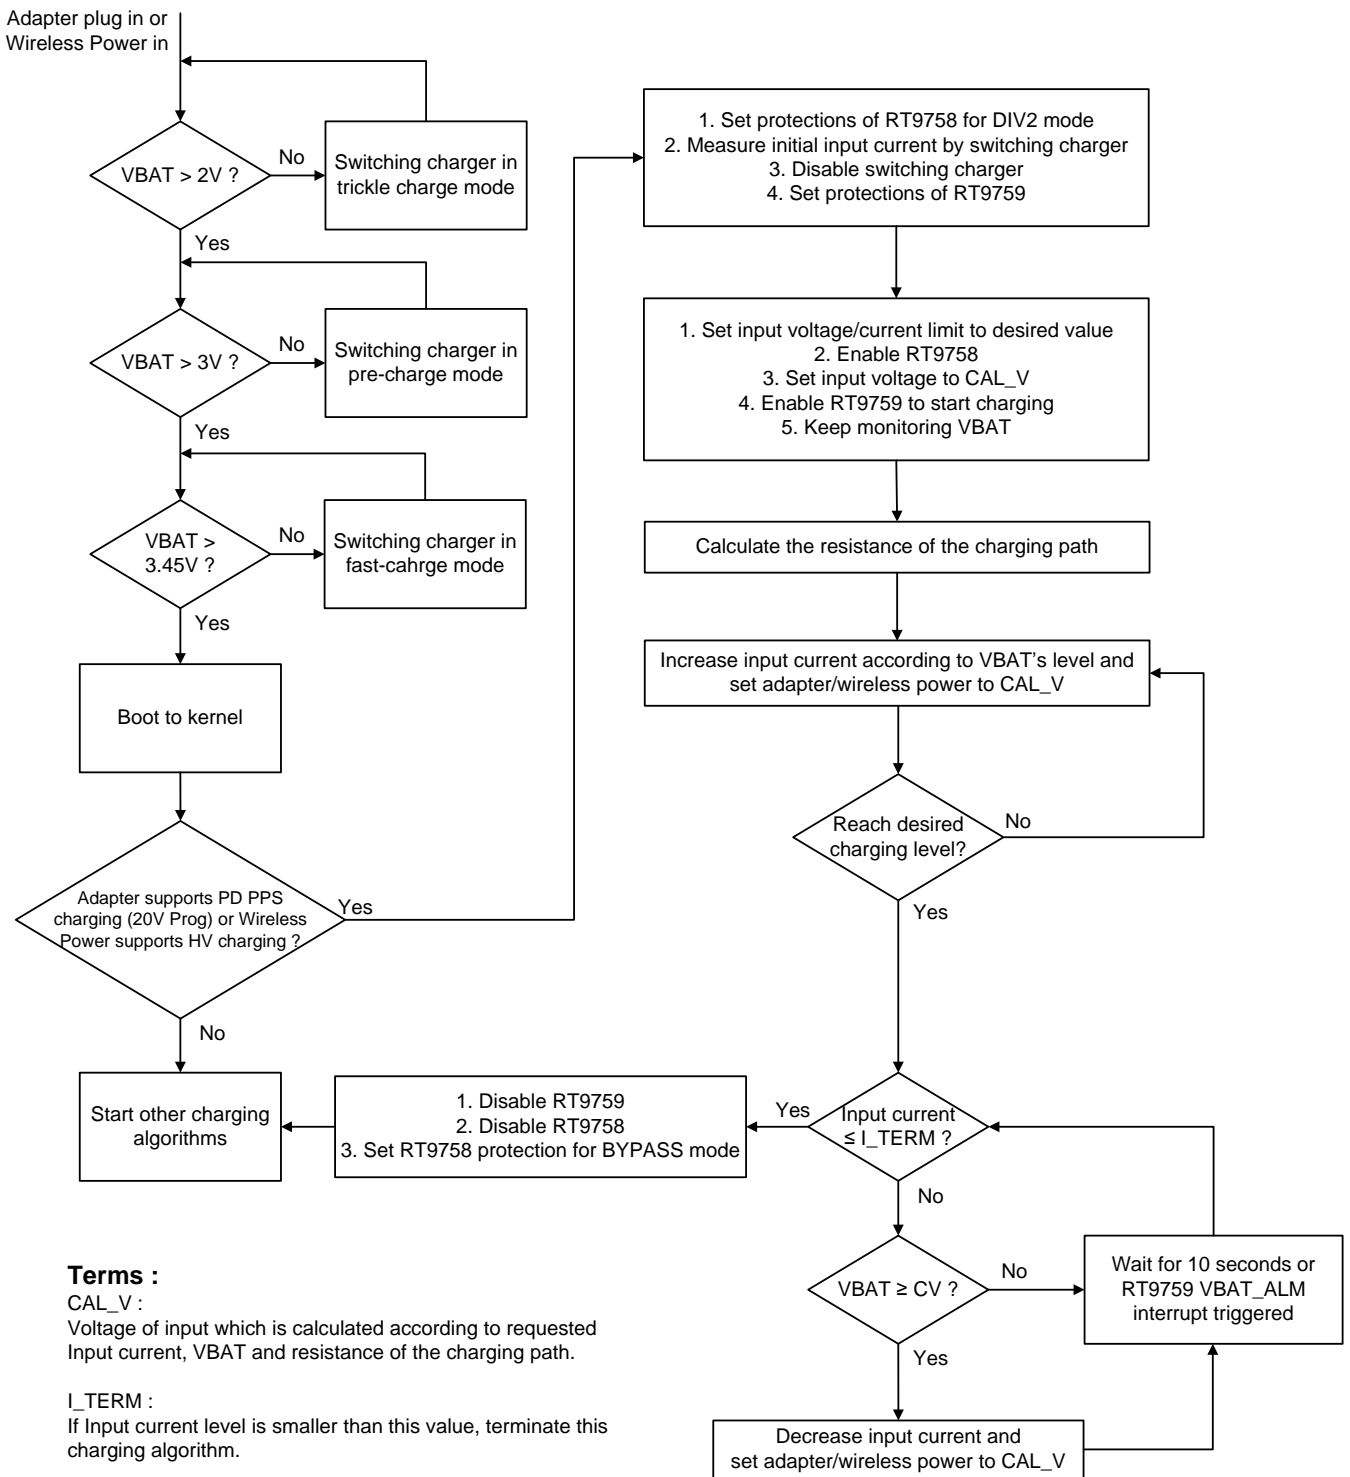 Adapter plug in or
Wireless Power in
VBAT > 2V ?
No
Switching charger in
trickle charge mode
Yes
VBAT > 3V ?
No
Switching charger in
pre-charge mode
Yes
VBAT >
3.45V ?
No
Switching charger in
fast-cahrge mode
Yes
Boot to kernel
Adapter supports PD PPS
charging (20V Prog) or Wireless
Power supports HV charging ?
Yes
No
Start other charging
algorithms
1. Set protections of RT9758 for DIV2 mode
2. Measure initial input current by switching charger
3. Disable switching charger
4. Set protections of RT9759
1. Set input voltage/current limit to desired value
2. Enable RT9758
3. Set input voltage to CAL_V
4. Enable RT9759 to start charging
5. Keep monitoring VBAT
Calculate the resistance of the charging path
Increase input current according to VBAT's level and
set adapter/wireless power to CAL_V
Reach desired
charging level?
No
Yes
Input current
≤ I_TERM ?
Yes
1. Disable RT9759
2. Disable RT9758
3. Set RT9758 protection for BYPASS mode
No
VBAT ≥ CV ?
No
Wait for 10 seconds or
RT9759 VBAT_ALM
interrupt triggered
Yes
Decrease input current and
set adapter/wireless power to CAL_V
Terms :
CAL_V :
Voltage of input which is calculated according to requested
Input current, VBAT and resistance of the charging path.
I_TERM :
If Input current level is smaller than this value, terminate this
charging algorithm.